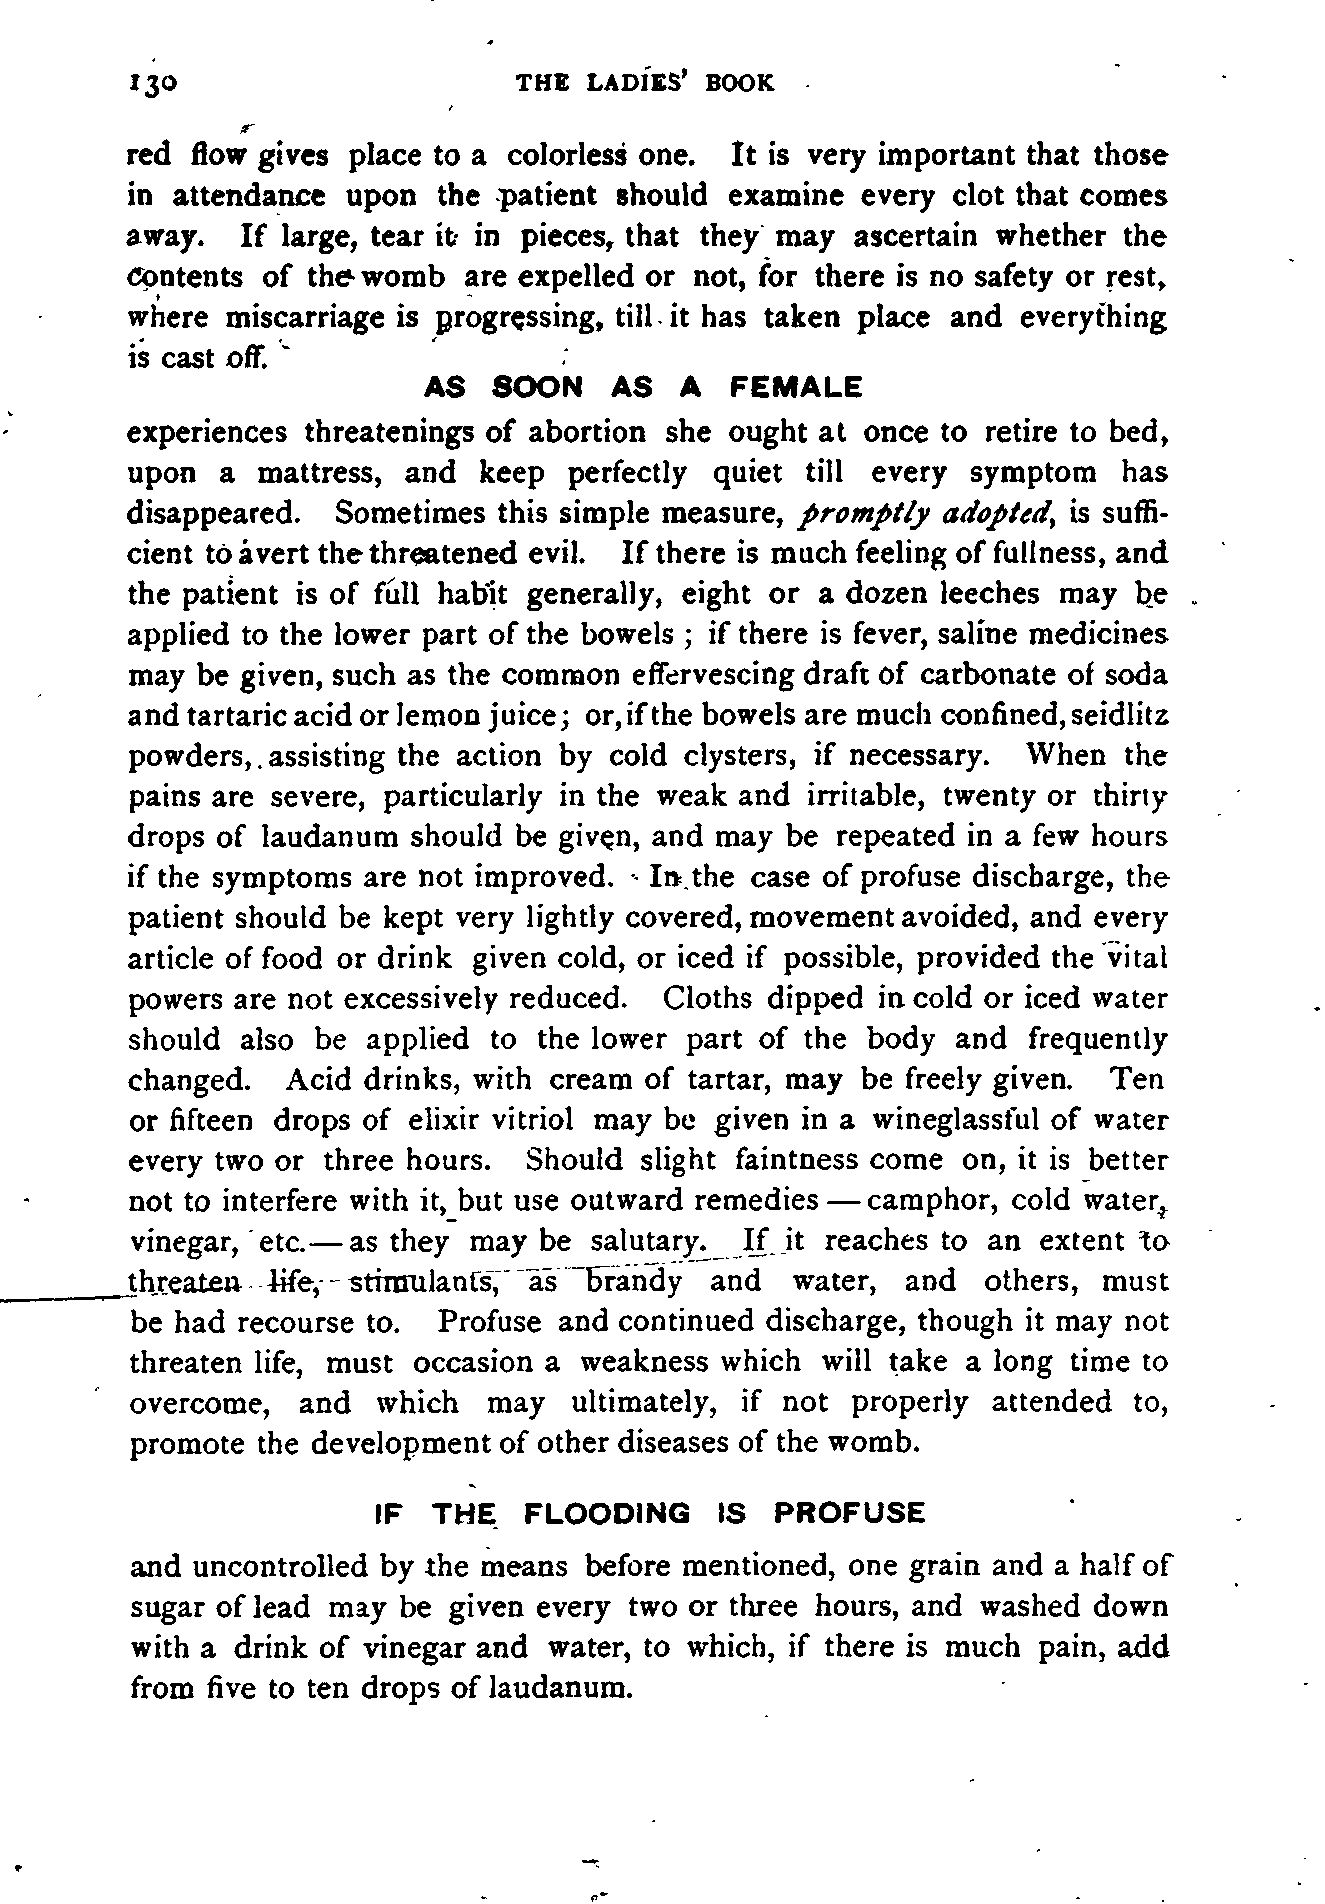 130 THE LADIES' BOOK
red flow gives place to a colorless one. It is very important that those
in attendance upon the patient should examine every clot that comes
away. If large, tear it in pieces, that they may ascertain whether the
contents of the womb are expelled or not, for there is no safety or rest,
where miscarriage is progressing, till it has taken place and everything
is cast off.
AS SOON AS A FEMALE
experiences threatenings of abortion she ought at once to retire to bed,
upon a mattress, and keep perfectly quiet till every symptom has
disappeared. Sometimes this simple measure, promptly adopted, is suffi-
cient to avert the threatened evil. If there is much feeling of fullness, and
the patient is of full habit generally, eight or a dozen leeches may be
applied to the lower part of the bowels ; if there is fever, saline medicines
may be given, such as the common effervescing draft of carbonate of soda
and tartaric acid or lemon juice; or, if the bowels are much confined, seidlitz
powders, assisting the action by cold clysters, if necessary. When the
pains are severe, particularly in the weak and irritable, twenty or thirty
drops of laudanum should be given, and may be repeated in a few hours
if the symptoms are not improved. In the case of profuse discharge, the
patient should be kept very lightly covered, movement avoided, and every
article of food or drink given cold, or iced if possible, provided the vital
powers are not excessively reduced. Cloths dipped in cold or iced water
should also be applied to the lower part of the body and frequently
changed. Acid drinks, with cream of tartar, may be freely given. Ten
or fifteen drops of elixir vitriol may be given in a wineglassful of water
every two or three hours. Should slight faintness come on, it is better
not to interfere with it, but use outward remedies — camphor, cold water,
vinegar, etc.— as they may be salutary. If it reaches to an extent to
threaten life, stimulants, as brandy and water, and others, must
be had recourse to. Profuse and continued discharge, though it may not
threaten life, must occasion a weakness which will take a long time to
overcome, and which may ultimately, if not properly attended to,
promote the development of other diseases of the womb.
IF THE FLOODING IS PROFUSE
and uncontrolled by the means before mentioned, one grain and a half of
sugar of lead may be given every two or three hours, and washed down
with a drink of vinegar and water, to which, if there is much pain, add
from five to ten drops of laudanum.